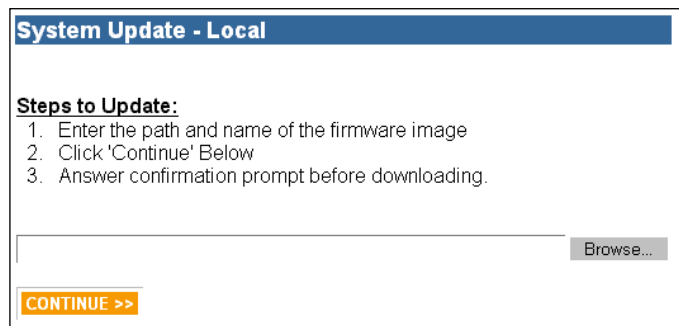 System Update - Local
Steps to Update:
1. Enter the path and name of the firmware image
2. Click 'Continue' Below
3. Answer confirmation prompt before downloading.
Browse...
CONTINUE >>